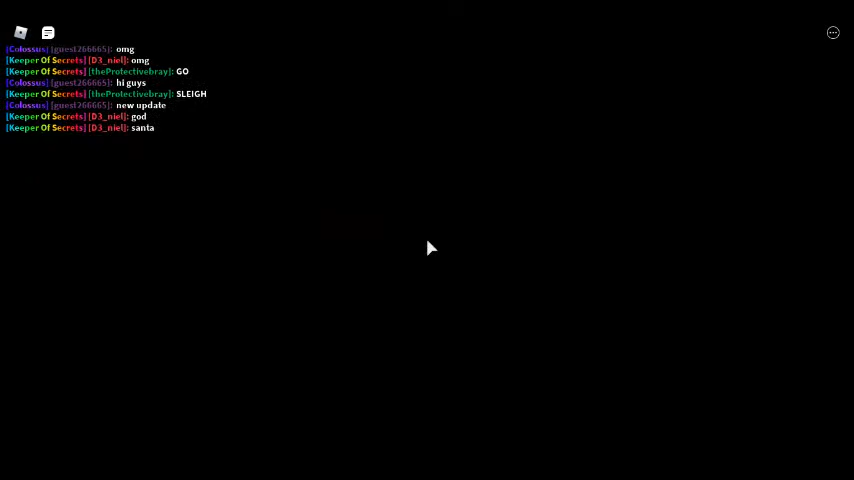 [Colossus] [guest266665]: omg
[Keeper Of Secrets] [D3_niel]: omg
[Keeper Of Secrets] [theProtectivebray]: GO
[Colossus] [guest266665]: hi guys
[Keeper Of Secrets] [theProtectivebray]: SLEIGH
[Colossus] [guest266665]: new update
[Keeper Of Secrets] [D3_niel]: god
[Keeper Of Secrets] [D3_niel]: santa